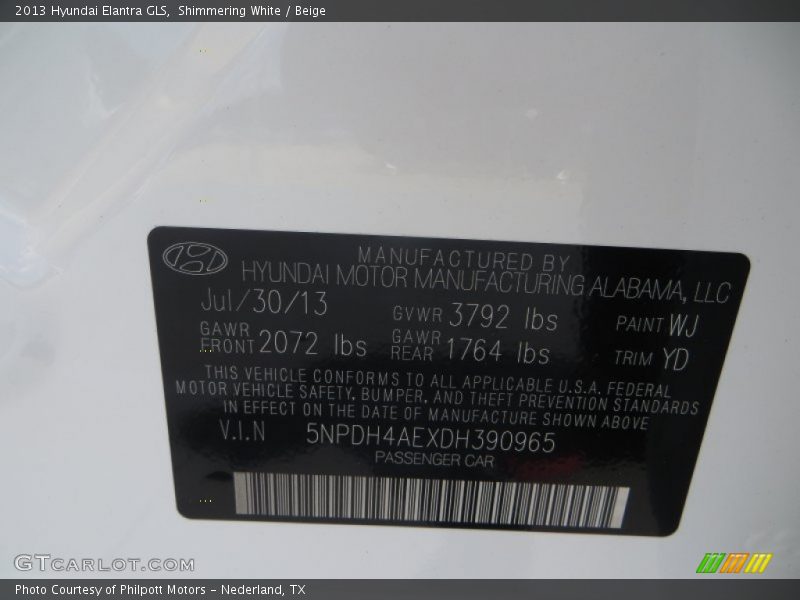 2013 Hyundai Elantra GLS, Shimmering White / Beige
MANUFACTURED BY
HYUNDAI MOTOR MANUFACTURING ALABAMA, LLC
Jul/30/13
GVWR 3792 lbs
PAINT WJ
GAWR FRONT 2072 lbs
GAWR REAR 1764 lbs
TRIM YD
THIS VEHICLE CONFORMS TO ALL APPLICABLE U.S.A. FEDERAL
MOTOR VEHICLE SAFETY, BUMPER, AND THEFT PREVENTION STANDARDS
IN EFFECT ON THE DATE OF MANUFACTURE SHOWN ABOVE
V.I.N 5NPDH4AEXDH390965
PASSENGER CAR
GTCARLOT.COM
Photo Courtesy of Philpott Motors - Nederland, TX